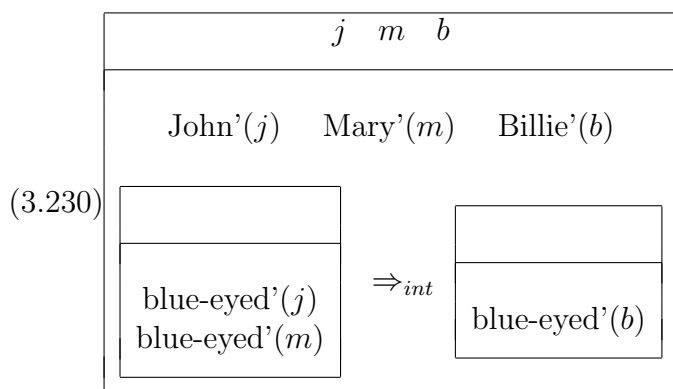 j m b
John'(j) Mary'(m) Billie'(b)
(3.230)
blue-eyed'(j)
blue-eyed'(m)
⇒int
blue-eyed'(b)